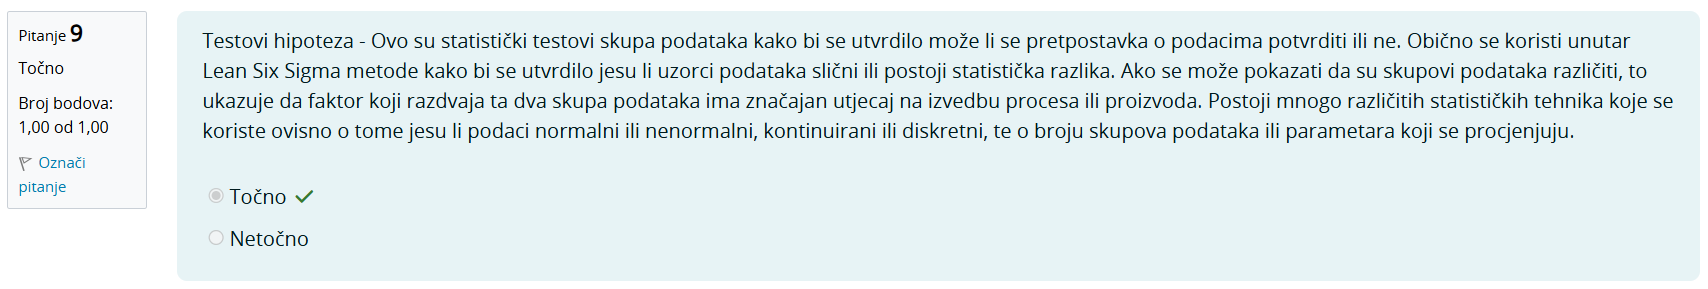 Pitanje 9
Točno
Broj bodova:
1,00 od 1,00
Označi
pitanje
Testovi hipoteza - Ovo su statistički testovi skupa podataka kako bi se utvrdilo može li se pretpostavka o podacima potvrditi ili ne. Obično se koristi unutar
Lean Six Sigma metode kako bi se utvrdilo jesu li uzorci podataka slični ili postoji statistička razlika. Ako se može pokazati da su skupovi podataka različiti, to
ukazuje da faktor koji razdvaja ta dva skupa podataka ima značajan utjecaj na izvedbu procesa ili proizvoda. Postoji mnogo različitih statističkih tehnika koje se
koriste ovisno o tome jesu li podaci normalni ili nenormalni, kontinuirani ili diskretni, te o broju skupova podataka ili parametara koji se procjenjuju.
Točno
Netočno